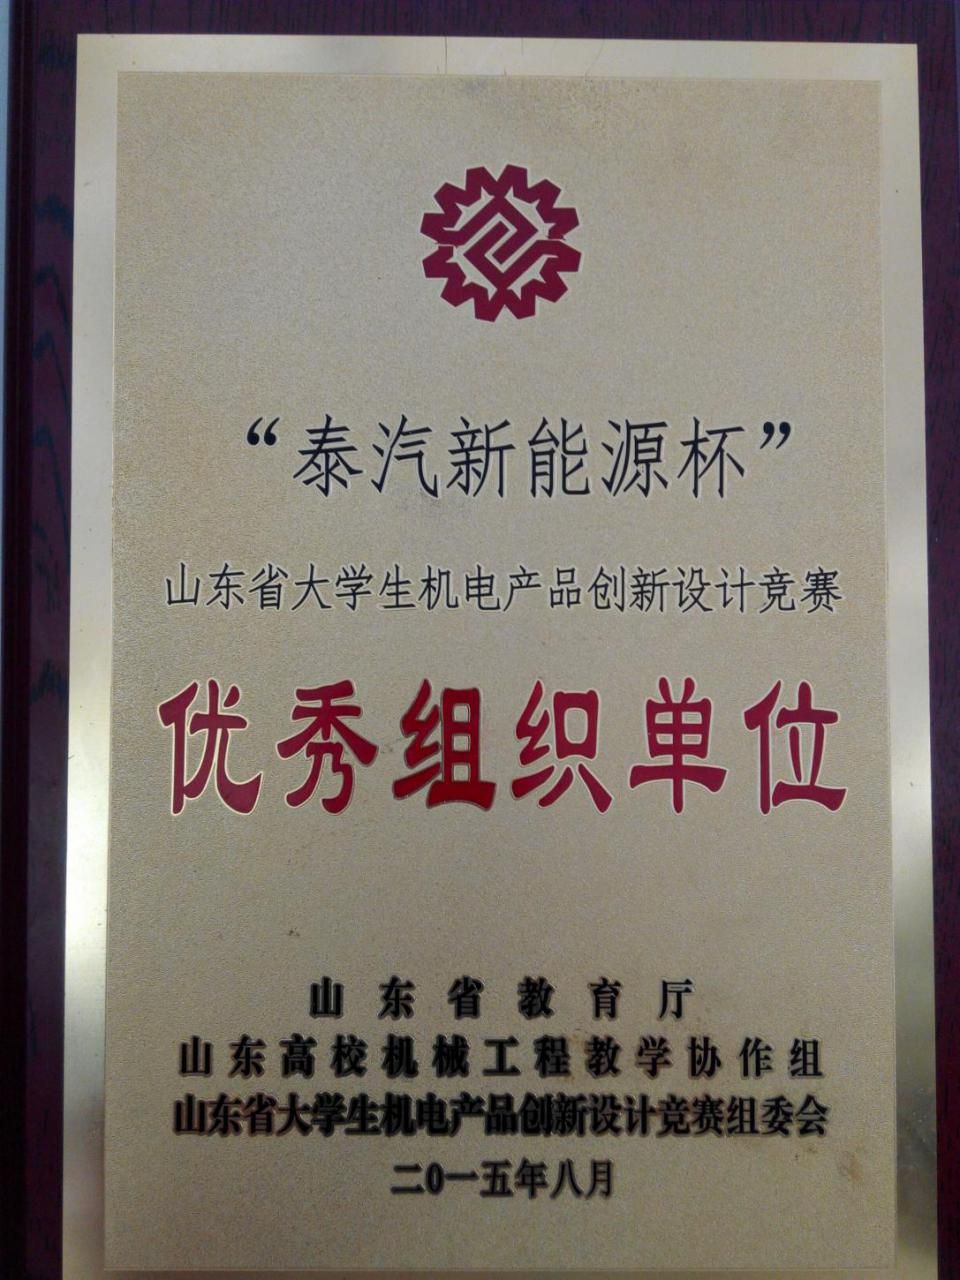 “泰汽新能源杯”
山东省大学生机电产品创新设计竞赛
优秀组织单位
山东省教育厅
山东高校机械工程教学协作组
山东省大学生机电产品创新设计竞赛组委会
二0一五年八月